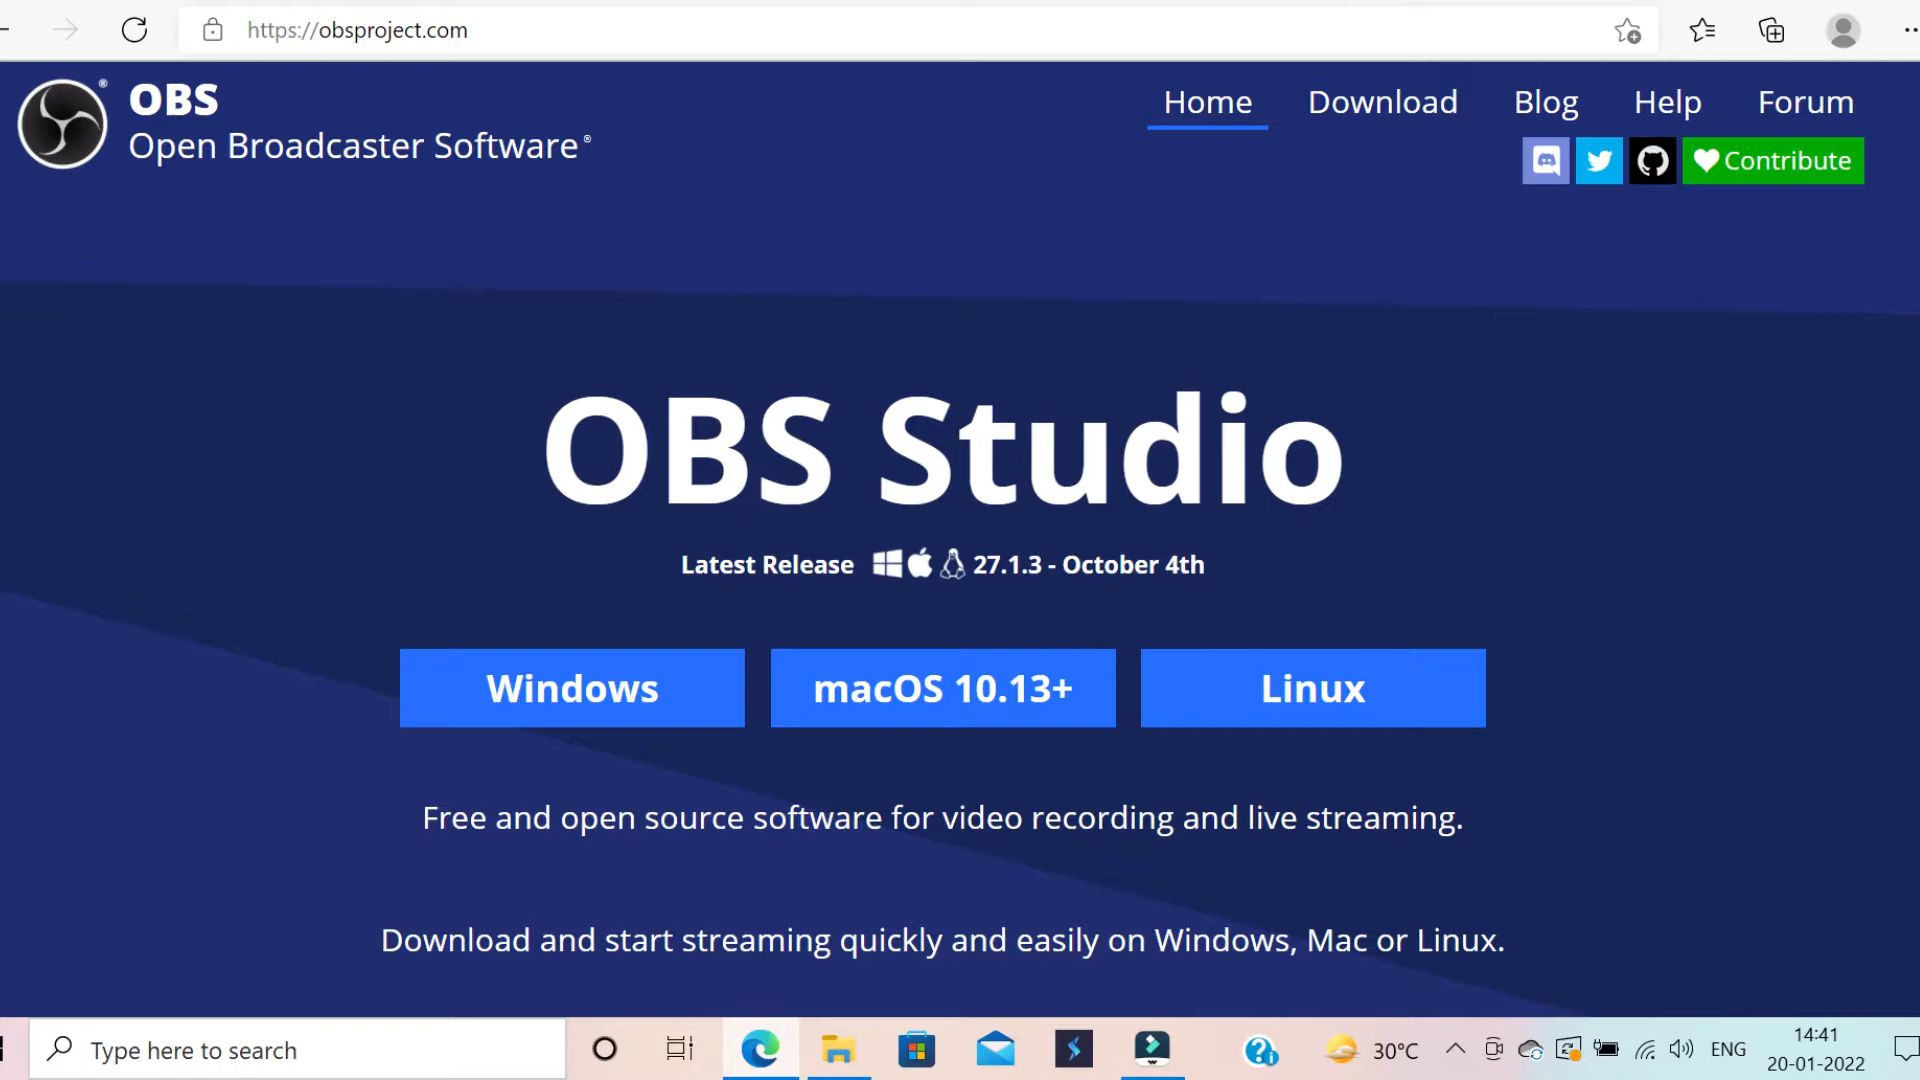 https://obsproject.com
OBS
Open Broadcaster Software®
Home Download Blog Help Forum
Contribute
OBS Studio
Latest Release 27.1.3 - October 4th
Windows macOS 10.13+ Linux
Free and open source software for video recording and live streaming.
Download and start streaming quickly and easily on Windows, Mac or Linux.
Type here to search
30°C
ENG
14:41
20-01-2022